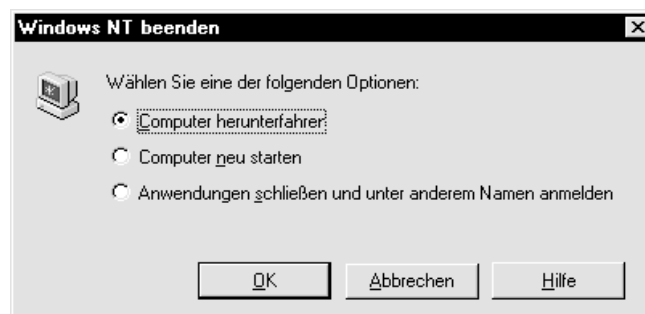 Windows NT beenden
Wählen Sie eine der folgenden Optionen:
Computer herunterfahrer
Computer neu starten
Anwendungen schließen und unter anderem Namen anmelden
OK Abbrechen Hilfe